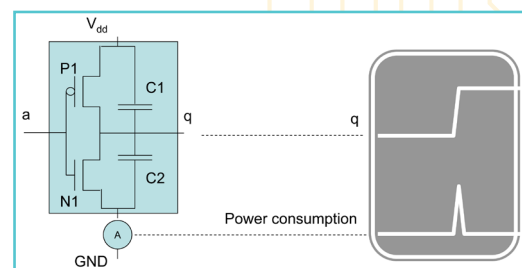 Vdd
P1
C1
a
q
q
C2
N1
Power consumption
A
GND